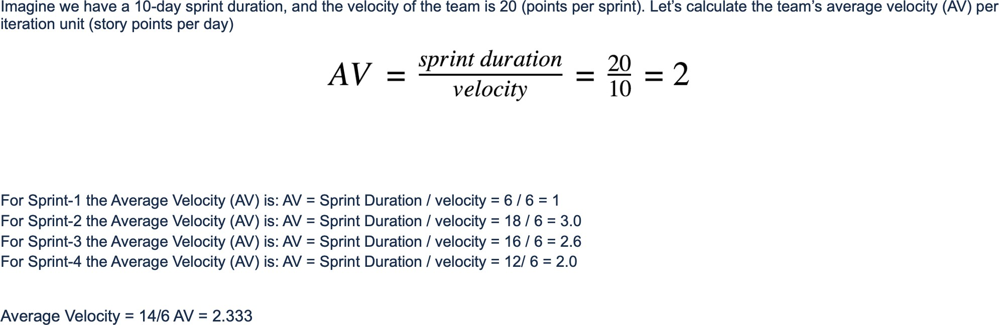 Imagine we have a 10-day sprint duration, and the velocity of the team is 20 (points per sprint). Let’s calculate the team’s average velocity (AV) per
iteration unit (story points per day)
AV = sprint duration / velocity = 20 / 10 = 2
For Sprint-1 the Average Velocity (AV) is: AV = Sprint Duration / velocity = 6 / 6 = 1
For Sprint-2 the Average Velocity (AV) is: AV = Sprint Duration / velocity = 18 / 6 = 3.0
For Sprint-3 the Average Velocity (AV) is: AV = Sprint Duration / velocity = 16 / 6 = 2.6
For Sprint-4 the Average Velocity (AV) is: AV = Sprint Duration / velocity = 12/ 6 = 2.0
Average Velocity = 14/6 AV = 2.333